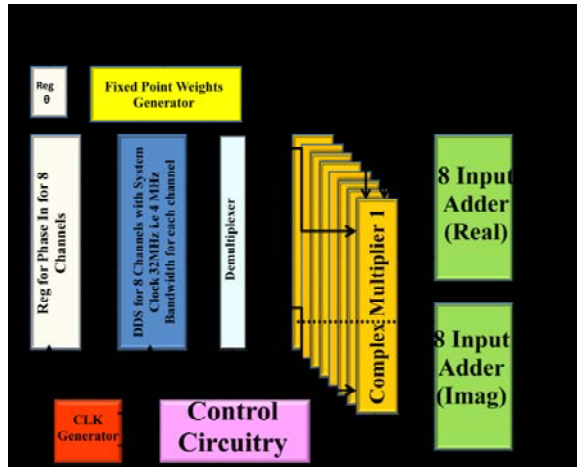 Reg
θ
Fixed Point Weights
Generator
Reg for Phase In for 8
Channels
DDS for 8 Channels with System
Clock 32MHz i.e 4 MHz
Bandwidth for each channel
Demultiplexer
Complex Multiplier 1
8 Input
Adder
(Real)
8 Input
Adder
(Imag)
CLK
Generator
Control
Circuitry